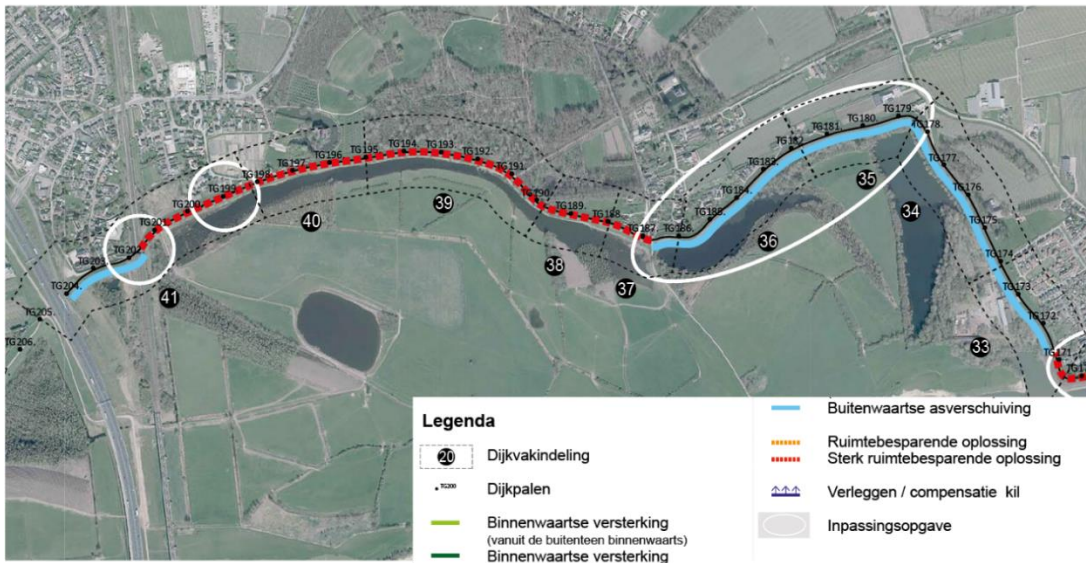 TG179.
TG180.
TG178.
TG181.
TG182.
TG177.
TG183.
TG176.
TG184.
TG175.
TG185.
TG174.
TG186.
TG173.
TG187.
TG172.
TG188.
TG171.
TG189.
TG190.
TG191.
TG192.
TG193.
TG194.
TG195.
TG196.
TG197.
TG198.
TG199.
TG200.
TG201.
TG204.
TG205.
TG206.
35
39
40
34
36
38
37
41
33
Legenda
20 Dijkvakindeling
TG200 Dijkpalen
Binnenwaartse versterking
(vanuit de buitenteen binnenwaarts)
Binnenwaartse versterking
Buitenwaartse asverschuiving
Ruimtebesparende oplossing
Sterk ruimtebesparende oplossing
Verleggen / compensatie kil
Inpassingsopgave